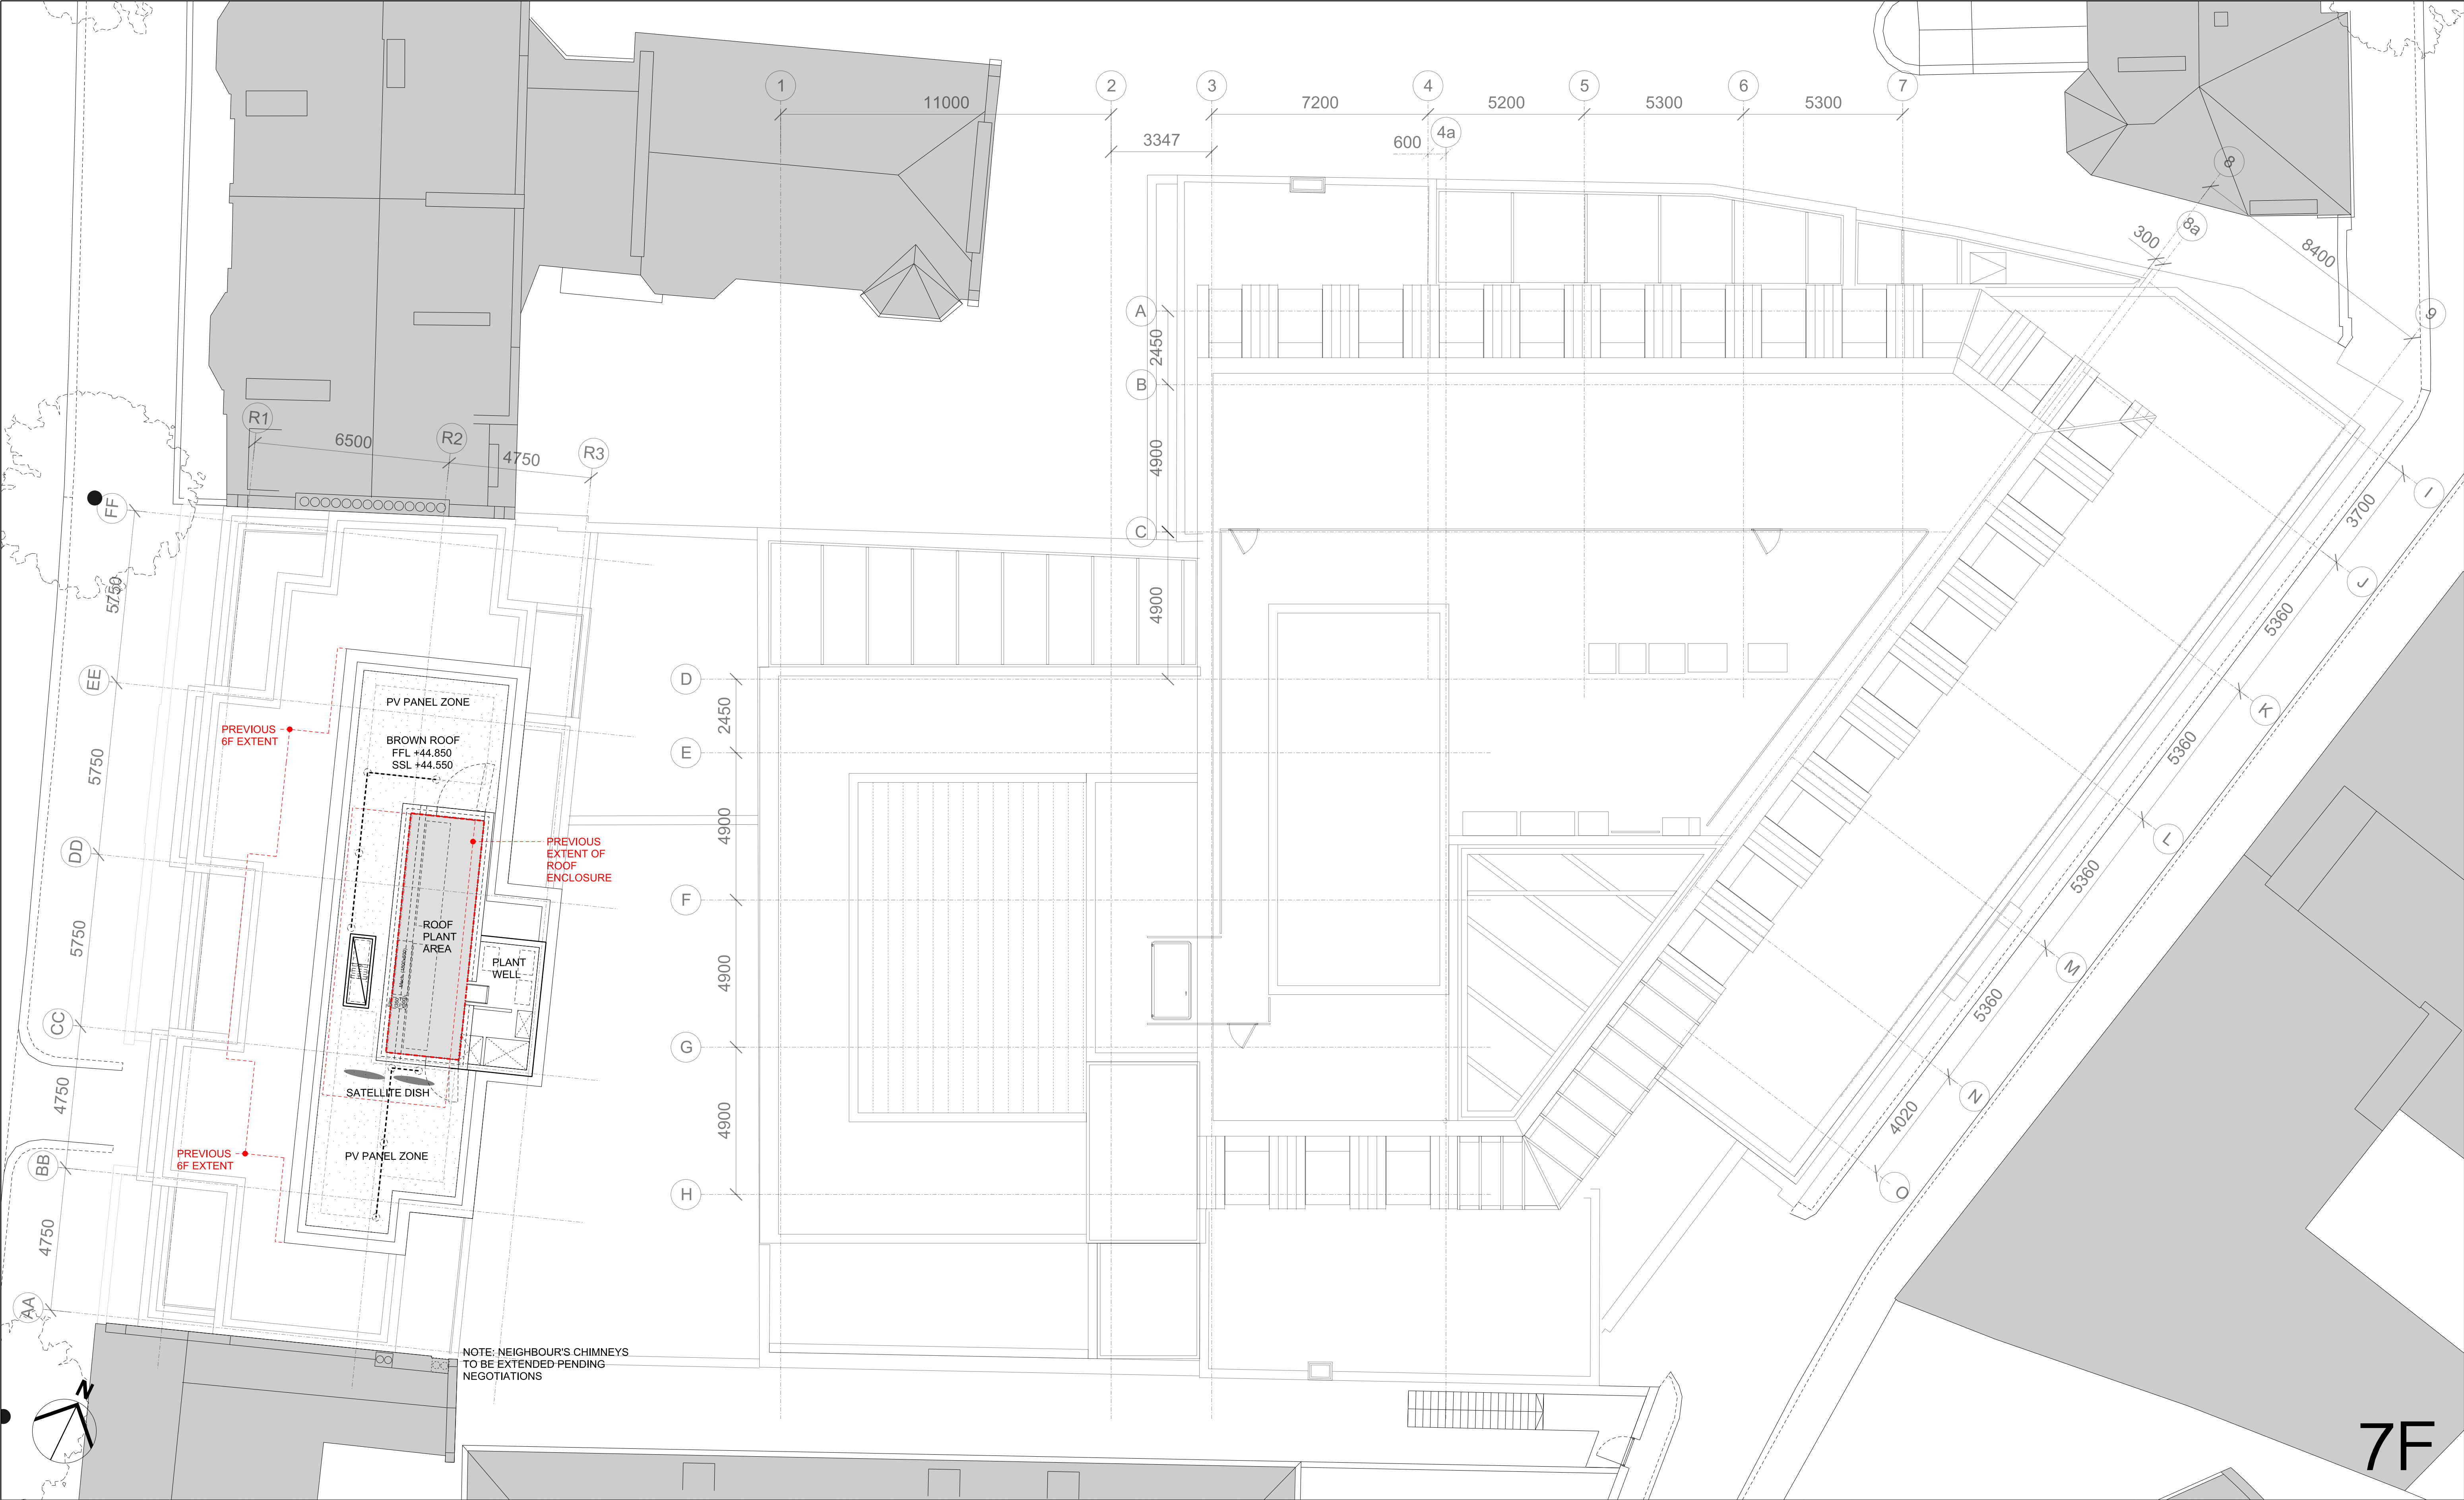 1
2
3
4
5
6
7
11000
7200
5200
5300
5300
3347
600
4a
8
8a
300
8400
9
A
2450
B
4900
C
4900
R1
6500
R2
4750
R3
FF
5750
EE
5750
DD
5750
CC
4750
BB
4750
AA
I
3700
J
5360
K
5360
L
5360
M
5360
N
4020
O
D
2450
E
4900
F
4900
G
4900
H
PV PANEL ZONE
PREVIOUS
6F EXTENT
BROWN ROOF
FFL +44.850
SSL +44.550
PREVIOUS
EXTENT OF
ROOF
ENCLOSURE
ROOF
PLANT
AREA
PLANT
WELL
SATELLITE DISH
PREVIOUS
6F EXTENT
PV PANEL ZONE
NOTE: NEIGHBOUR'S CHIMNEYS
TO BE EXTENDED PENDING
NEGOTIATIONS
N
7F